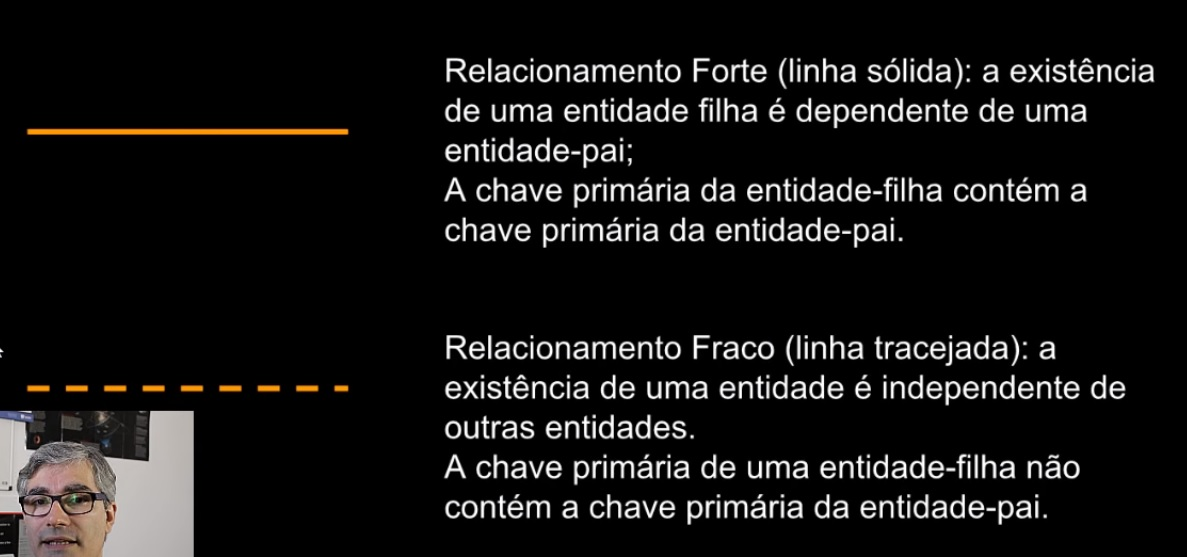 Relacionamento Forte (linha sólida): a existência
de uma entidade filha é dependente de uma
entidade-pai;
A chave primária da entidade-filha contém a
chave primária da entidade-pai.
Relacionamento Fraco (linha tracejada): a
existência de uma entidade é independente de
outras entidades.
A chave primária de uma entidade-filha não
contém a chave primária da entidade-pai.